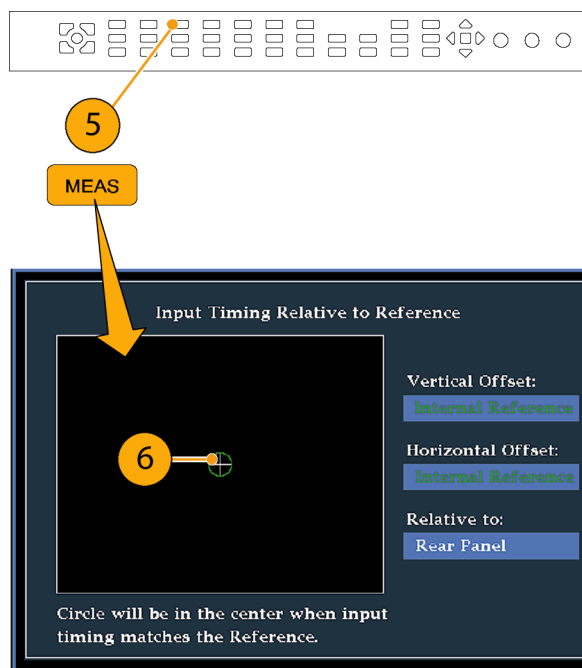 5
MEAS
Input Timing Relative to Reference
Vertical Offset:
Internal Reference
Horizontal Offset:
Internal Reference
Relative to:
Rear Panel
6
Circle will be in the center when input
timing matches the Reference.